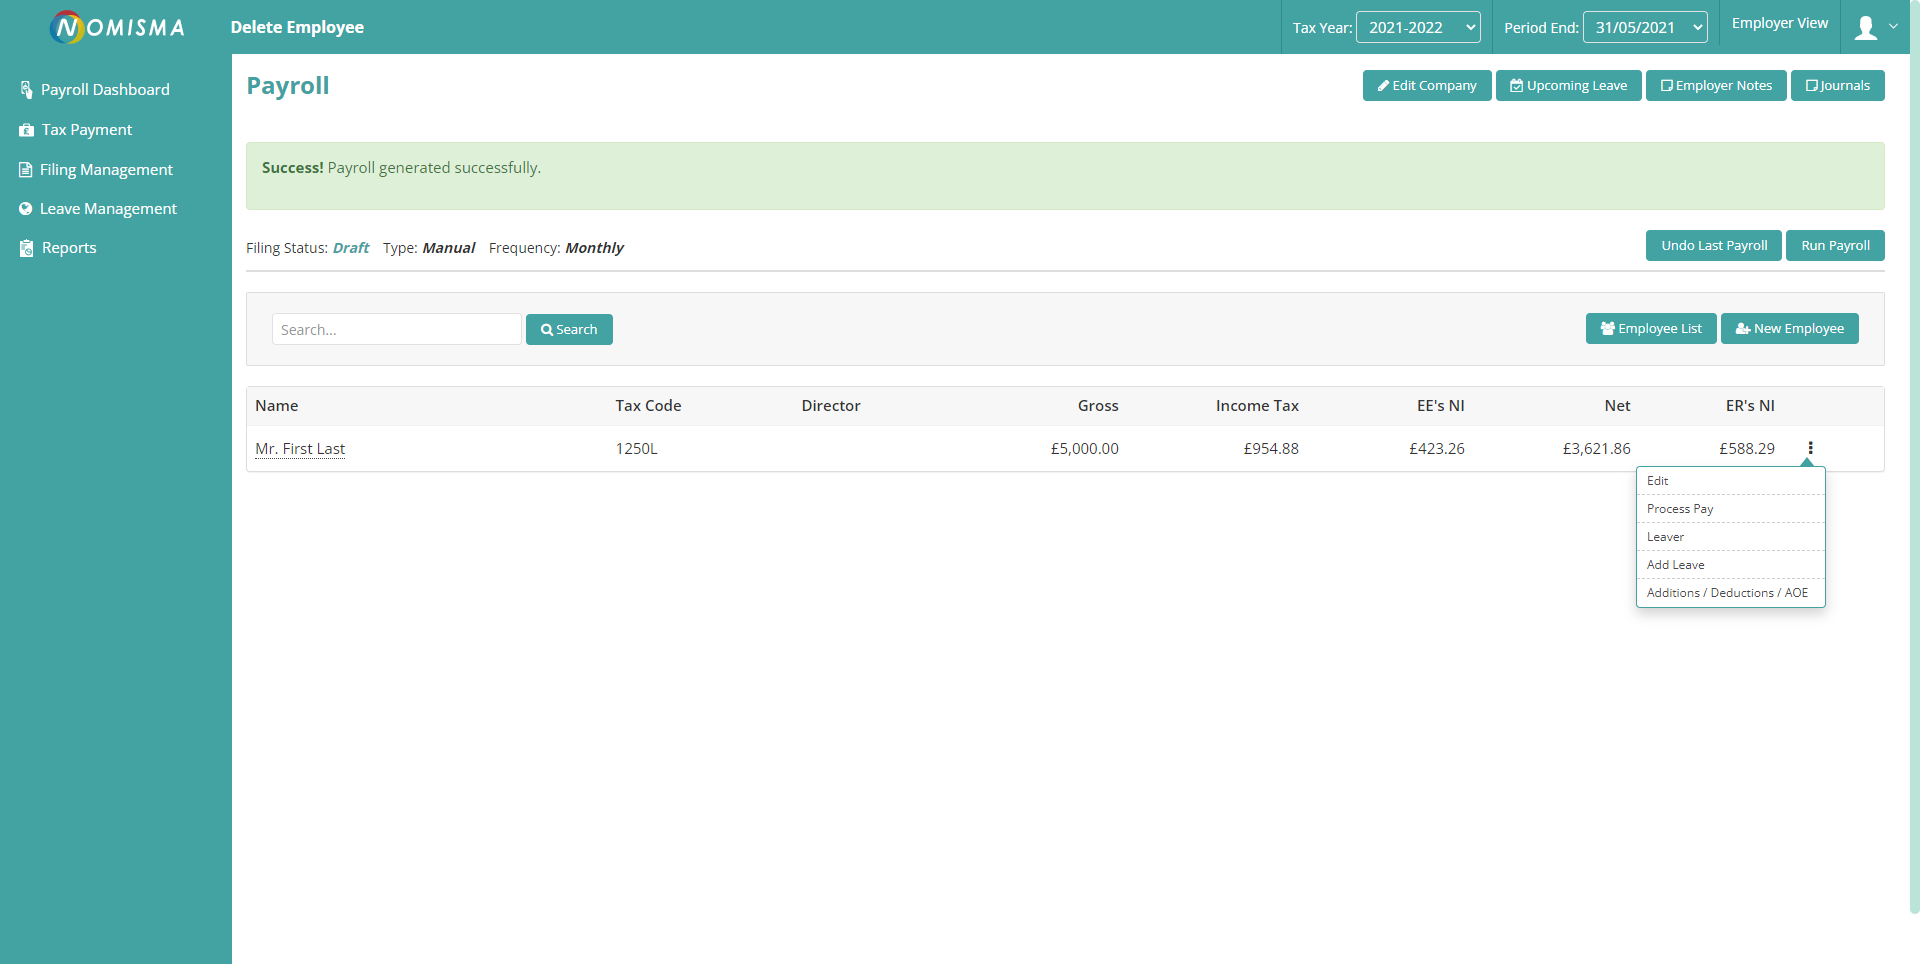 NOMISMA
Delete Employee
Tax Year: 2021-2022
Period End: 31/05/2021
Employer View
Payroll Dashboard
Tax Payment
Filing Management
Leave Management
Reports
Payroll
Edit Company
Upcoming Leave
Employer Notes
Journals
Success! Payroll generated successfully.
Filing Status: Draft Type: Manual Frequency: Monthly
Undo Last Payroll
Run Payroll
Search...
Search
Employee List
New Employee
Name Tax Code Director Gross Income Tax EE's NI Net ER's NI
Mr. First Last 1250L £5,000.00 £954.88 £423.26 £3,621.86 £588.29
Edit
Process Pay
Leaver
Add Leave
Additions / Deductions / AOE